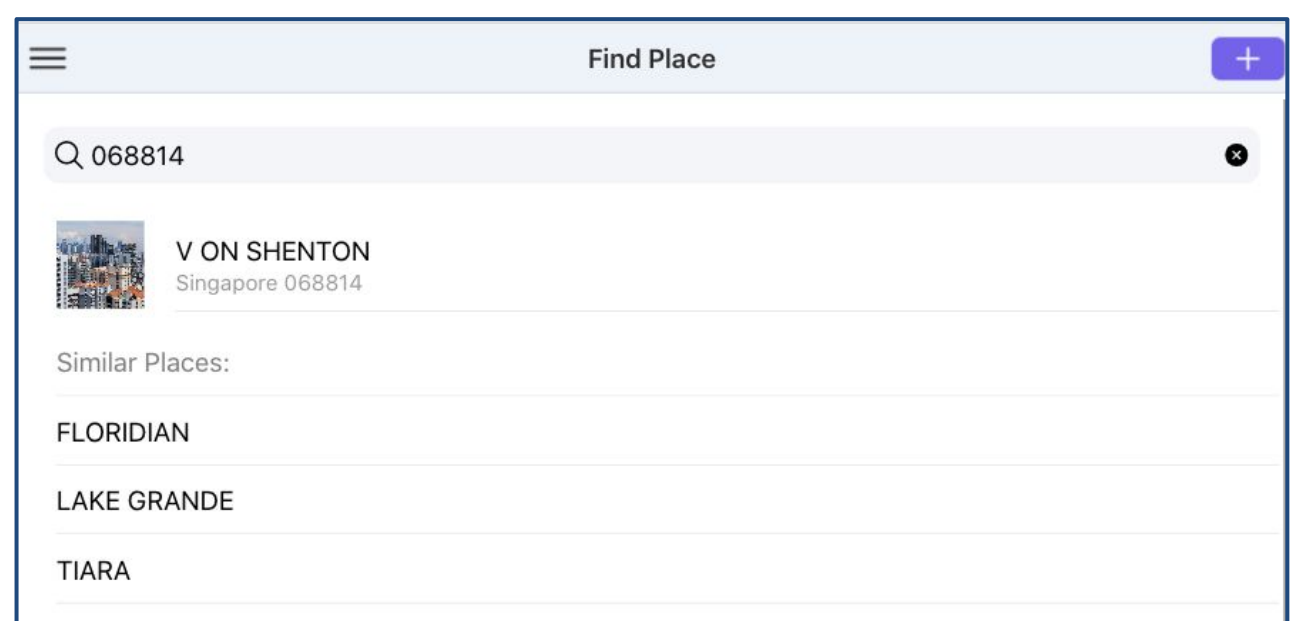 Find Place
068814
V ON SHENTON
Singapore 068814
Similar Places:
FLORIDIAN
LAKE GRANDE
TIARA